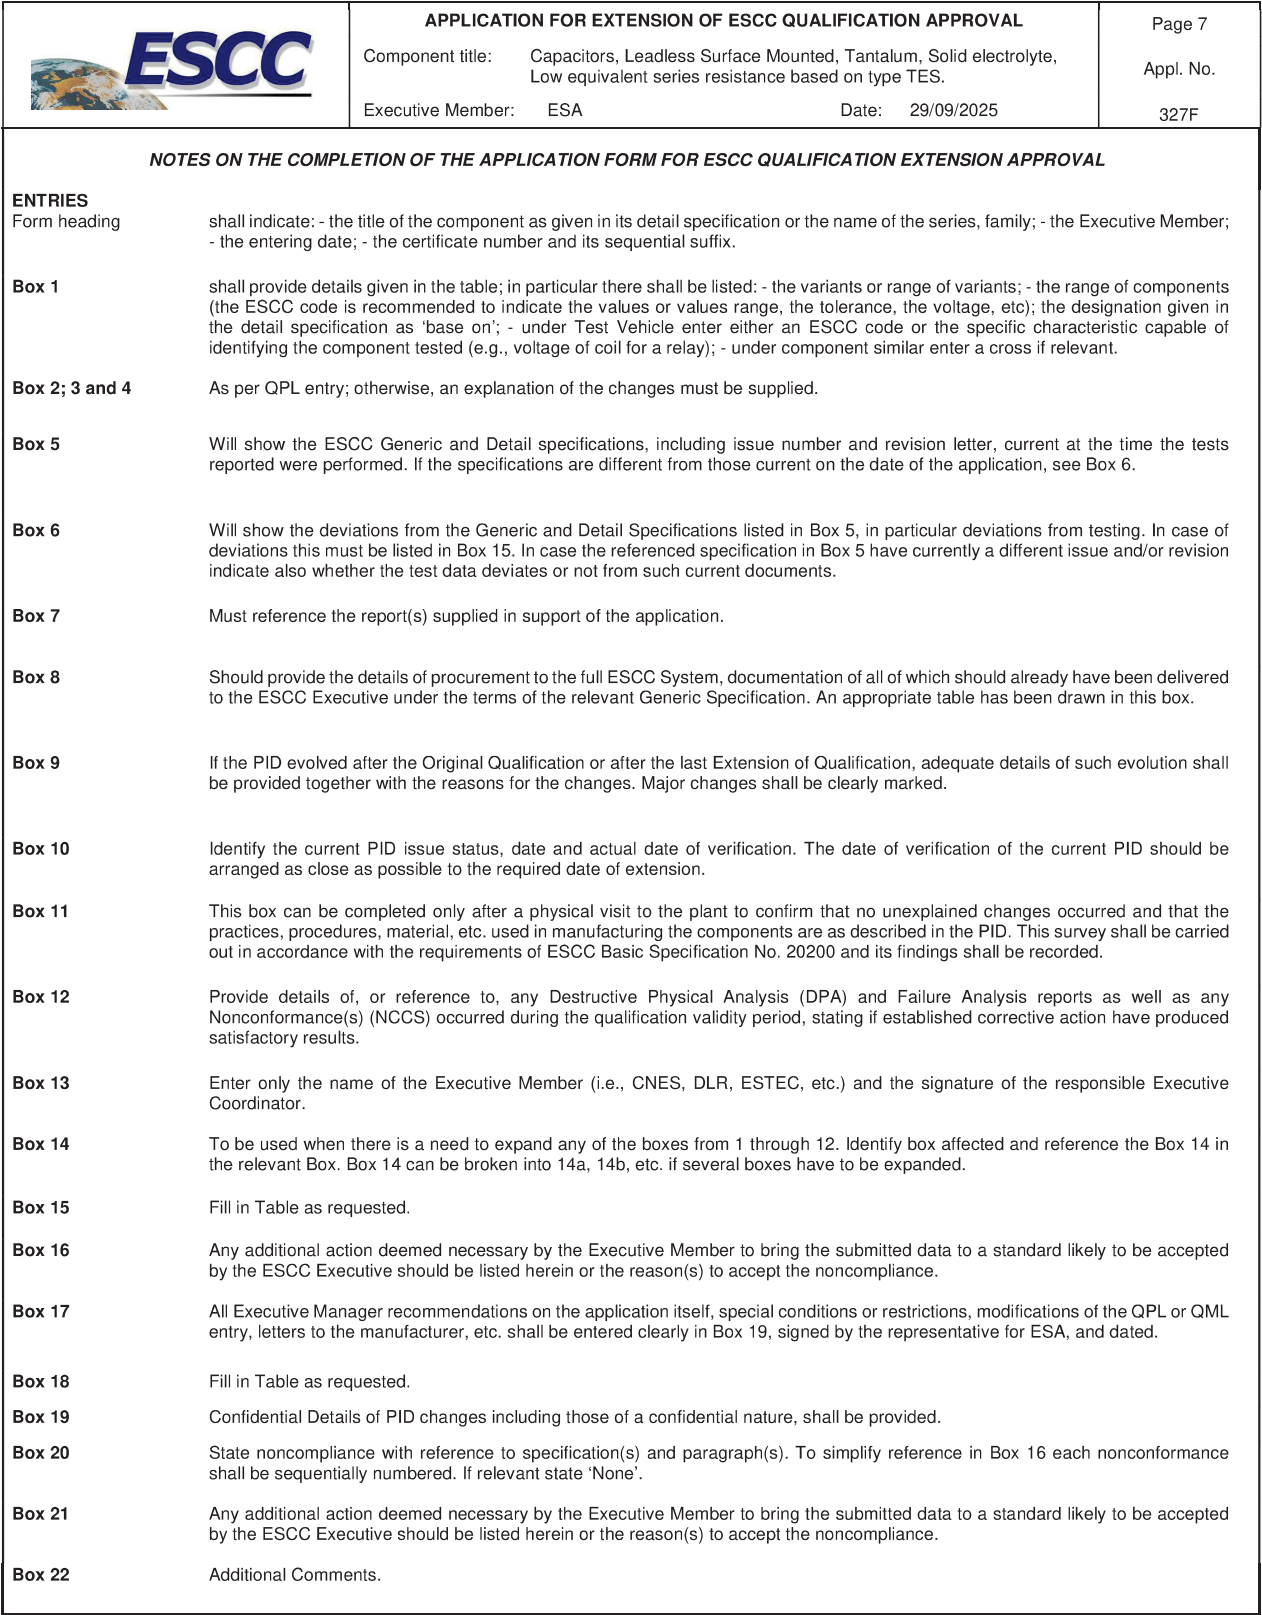 ESCC
APPLICATION FOR EXTENSION OF ESCC QUALIFICATION APPROVAL
Component title: Capacitors, Leadless Surface Mounted, Tantalum, Solid electrolyte,
Low equivalent series resistance based on type TES.
Executive Member: ESA Date: 29/09/2025
Page 7
Appl. No.
327F
NOTES ON THE COMPLETION OF THE APPLICATION FORM FOR ESCC QUALIFICATION EXTENSION APPROVAL
ENTRIES
Form heading shall indicate: - the title of the component as given in its detail specification or the name of the series, family; - the Executive Member;
- the entering date; - the certificate number and its sequential suffix.
Box 1 shall provide details given in the table; in particular there shall be listed: - the variants or range of variants; - the range of components
(the ESCC code is recommended to indicate the values or values range, the tolerance, the voltage, etc); the designation given in
the detail specification as ‘base on’; - under Test Vehicle enter either an ESCC code or the specific characteristic capable of
identifying the component tested (e.g., voltage of coil for a relay); - under component similar enter a cross if relevant.
Box 2; 3 and 4 As per QPL entry; otherwise, an explanation of the changes must be supplied.
Box 5 Will show the ESCC Generic and Detail specifications, including issue number and revision letter, current at the time the tests
reported were performed. If the specifications are different from those current on the date of the application, see Box 6.
Box 6 Will show the deviations from the Generic and Detail Specifications listed in Box 5, in particular deviations from testing. In case of
deviations this must be listed in Box 15. In case the referenced specification in Box 5 have currently a different issue and/or revision
indicate also whether the test data deviates or not from such current documents.
Box 7 Must reference the report(s) supplied in support of the application.
Box 8 Should provide the details of procurement to the full ESCC System, documentation of all of which should already have been delivered
to the ESCC Executive under the terms of the relevant Generic Specification. An appropriate table has been drawn in this box.
Box 9 If the PID evolved after the Original Qualification or after the last Extension of Qualification, adequate details of such evolution shall
be provided together with the reasons for the changes. Major changes shall be clearly marked.
Box 10 Identify the current PID issue status, date and actual date of verification. The date of verification of the current PID should be
arranged as close as possible to the required date of extension.
Box 11 This box can be completed only after a physical visit to the plant to confirm that no unexplained changes occurred and that the
practices, procedures, material, etc. used in manufacturing the components are as described in the PID. This survey shall be carried
out in accordance with the requirements of ESCC Basic Specification No. 20200 and its findings shall be recorded.
Box 12 Provide details of, or reference to, any Destructive Physical Analysis (DPA) and Failure Analysis reports as well as any
Nonconformance(s) (NCCS) occurred during the qualification validity period, stating if established corrective action have produced
satisfactory results.
Box 13 Enter only the name of the Executive Member (i.e., CNES, DLR, ESTEC, etc.) and the signature of the responsible Executive
Coordinator.
Box 14 To be used when there is a need to expand any of the boxes from 1 through 12. Identify box affected and reference the Box 14 in
the relevant Box. Box 14 can be broken into 14a, 14b, etc. if several boxes have to be expanded.
Box 15 Fill in Table as requested.
Box 16 Any additional action deemed necessary by the Executive Member to bring the submitted data to a standard likely to be accepted
by the ESCC Executive should be listed herein or the reason(s) to accept the noncompliance.
Box 17 All Executive Manager recommendations on the application itself, special conditions or restrictions, modifications of the QPL or QML
entry, letters to the manufacturer, etc. shall be entered clearly in Box 19, signed by the representative for ESA, and dated.
Box 18 Fill in Table as requested.
Box 19 Confidential Details of PID changes including those of a confidential nature, shall be provided.
Box 20 State noncompliance with reference to specification(s) and paragraph(s). To simplify reference in Box 16 each nonconformance
shall be sequentially numbered. If relevant state ‘None’.
Box 21 Any additional action deemed necessary by the Executive Member to bring the submitted data to a standard likely to be accepted
by the ESCC Executive should be listed herein or the reason(s) to accept the noncompliance.
Box 22 Additional Comments.